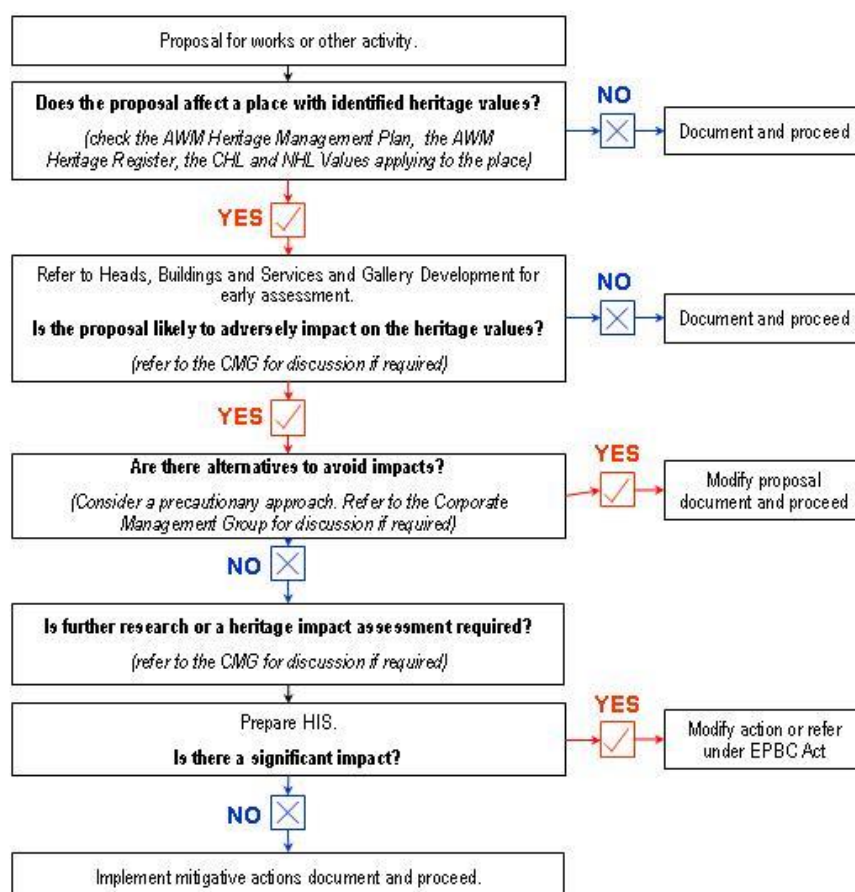 Proposal for works or other activity.
Does the proposal affect a place with identified heritage values?
(check the AWM Heritage Management Plan, the AWM
Heritage Register, the CHL and NHL Values applying to the place)
NO
Document and proceed
YES
Refer to Heads, Buildings and Services and Gallery Development for
early assessment.
Is the proposal likely to adversely impact on the heritage values?
(refer to the CMG for discussion if required)
NO
Document and proceed
YES
Are there alternatives to avoid impacts?
(Consider a precautionary approach. Refer to the Corporate
Management Group for discussion if required)
YES
Modify proposal
document and proceed
NO
Is further research or a heritage impact assessment required?
(refer to the CMG for discussion if required)
Prepare HIS.
Is there a significant impact?
YES
Modify action or refer
under EPBC Act
NO
Implement mitigative actions document and proceed.